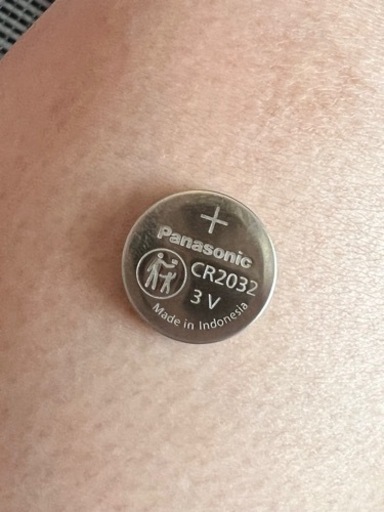 +
Panasonic
CR2032
3 V
Made in Indonesia